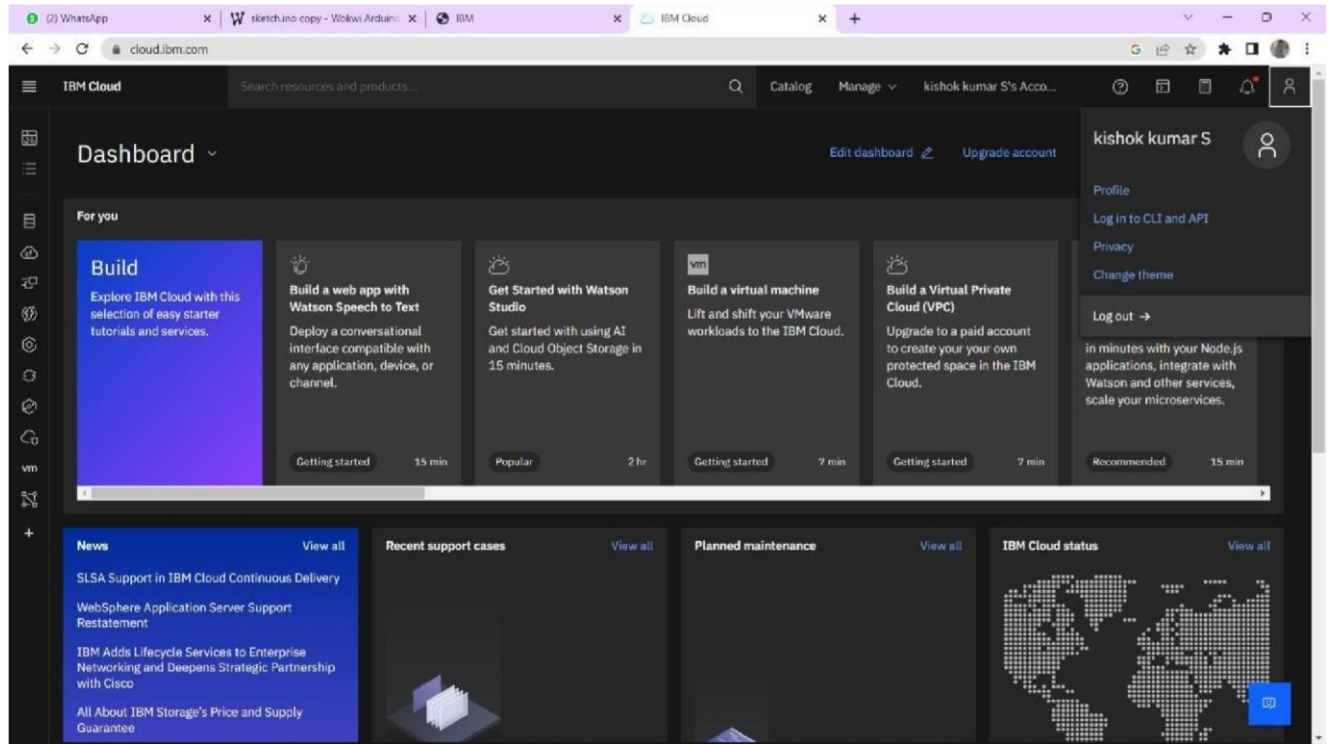 (2) WhatsApp
sketch.ino copy - Wokwi Arduino
IBM
IBM Cloud
cloud.ibm.com
IBM Cloud
Search resources and products...
Catalog
Manage
kishok kumar S's Acco...
Dashboard
Edit dashboard
Upgrade account
kishok kumar S
Profile
Log in to CLI and API
Privacy
Change theme
Log out →
For you
Build
Explore IBM Cloud with this
selection of easy starter
tutorials and services.
Build a web app with
Watson Speech to Text
Deploy a conversational
interface compatible with
any application, device, or
channel.
Getting started
15 min
Get Started with Watson
Studio
Get started with using AI
and Cloud Object Storage in
15 minutes.
Popular
2 hr
vm
Build a virtual machine
Lift and shift your VMware
workloads to the IBM Cloud.
Getting started
7 min
Build a Virtual Private
Cloud (VPC)
Upgrade to a paid account
to create your your own
protected space in the IBM
Cloud.
Getting started
7 min
in minutes with your Node.js
applications, integrate with
Watson and other services,
scale your microservices.
Recommended
15 min
vm
News
View all
SLSA Support in IBM Cloud Continuous Delivery
WebSphere Application Server Support
Restatement
IBM Adds Lifecycle Services to Enterprise
Networking and Deepens Strategic Partnership
with Cisco
All About IBM Storage's Price and Supply
Guarantee
Recent support cases
View all
Planned maintenance
View all
IBM Cloud status
View all